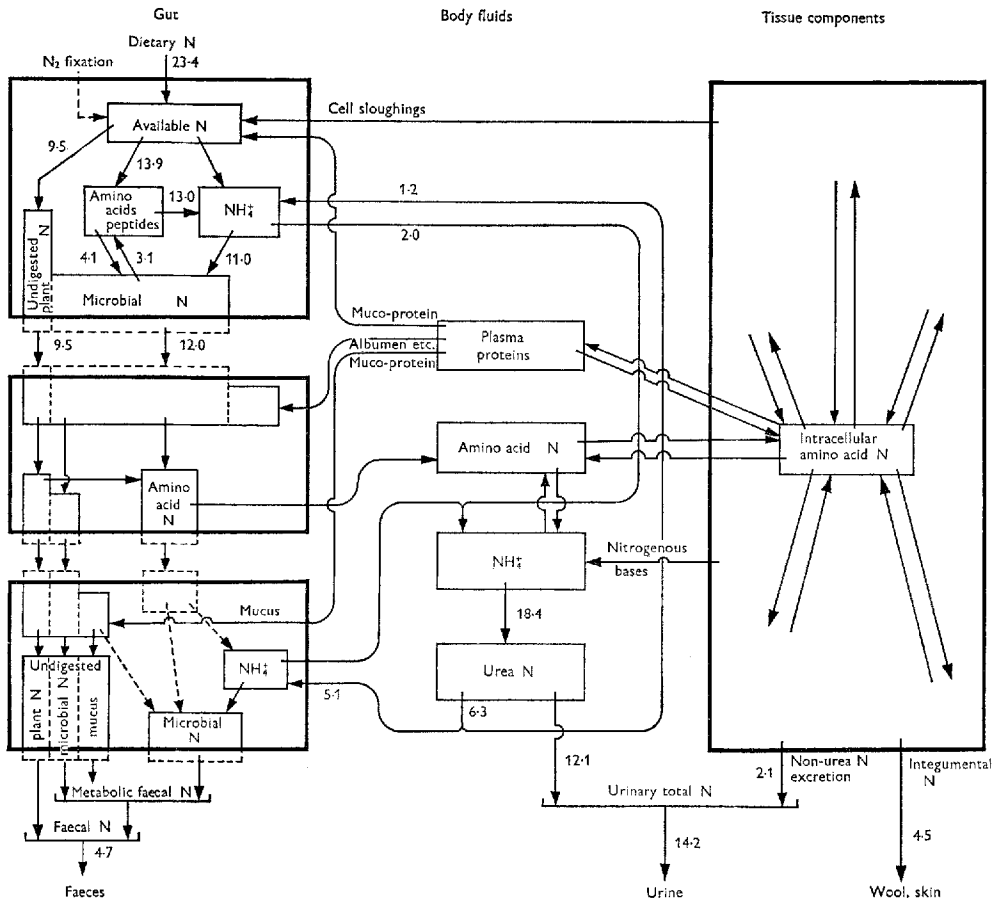 Gut
Body fluids
Tissue components
Dietary N
N₂ fixation
23·4
Cell sloughings
Available N
9·5
13·9
1·2
Amino
acids
peptides
13·0
NH₄⁺
2·0
Undigested
plant N
4·1
3·1
11·0
Microbial N
Muco-protein
9·5
12·0
Albumen etc.
Muco-protein
Plasma
proteins
Amino acid N
Intracellular
amino acid N
Amino
acid
N
Nitrogenous
bases
NH₄⁺
Mucus
18·4
Undigested
plant N
microbial N
mucus
NH₄⁺
5·1
Urea N
6·3
Microbial
N
12·1
2·1
Non-urea N
excretion
Integumental
N
Metabolic faecal N
Urinary total N
Faecal N
4·7
14·2
4·5
Faeces
Urine
Wool, skin